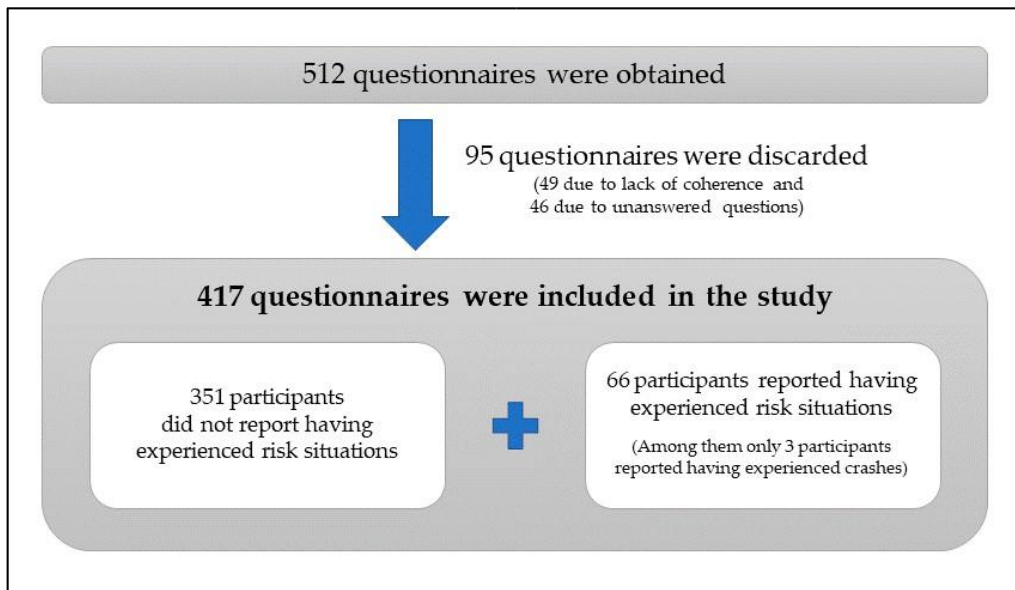 512 questionnaires were obtained
95 questionnaires were discarded
(49 due to lack of coherence and
46 due to unanswered questions)
417 questionnaires were included in the study
351 participants
did not report having
experienced risk situations
66 participants reported having
experienced risk situations
(Among them only 3 participants
reported having experienced crashes)